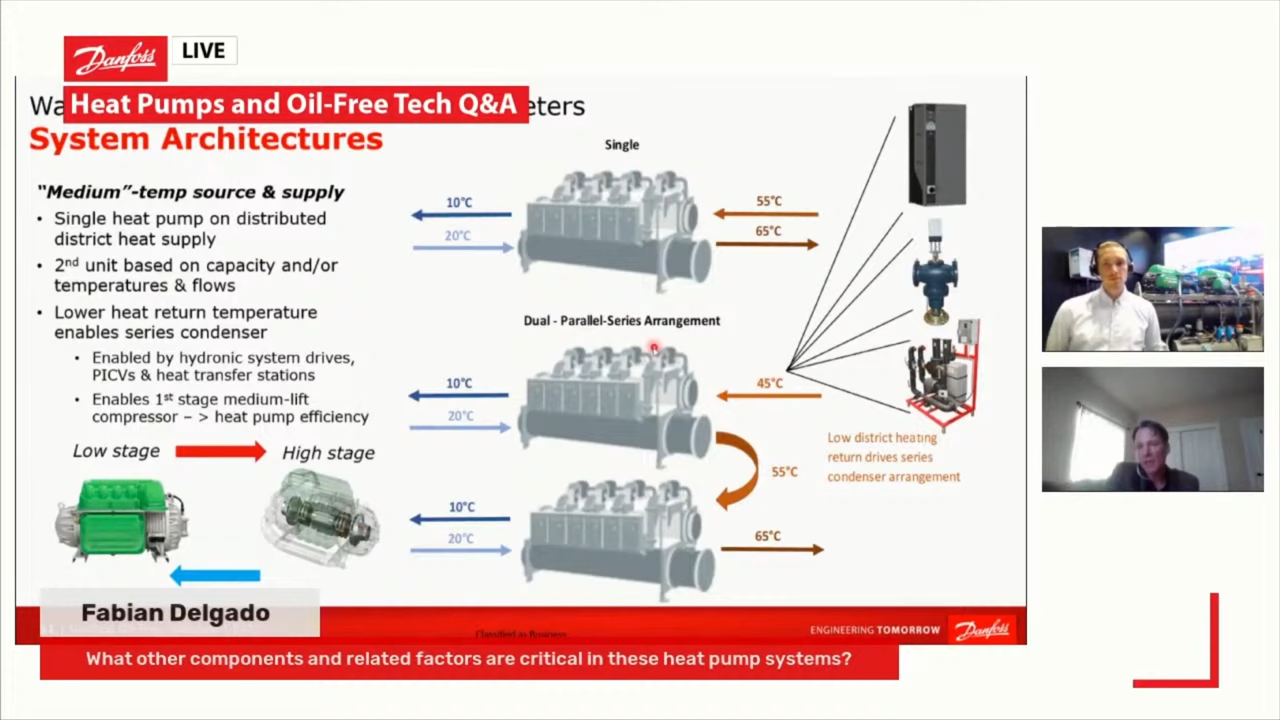 Danfoss
LIVE
Heat Pumps and Oil-Free Tech Q&A
Wa
eters
System Architectures
"Medium"-temp source & supply
• Single heat pump on distributed
district heat supply
• 2nd unit based on capacity and/or
temperatures & flows
• Lower heat return temperature
enables series condenser
• Enabled by hydronic system drives,
PICVs & heat transfer stations
• Enables 1st stage medium-lift
compressor – > heat pump efficiency
Low stage
High stage
Single
10°C
20°C
55°C
65°C
Dual - Parallel-Series Arrangement
10°C
20°C
45°C
Low district heating
return drives series
condenser arrangement
55°C
10°C
20°C
65°C
Fabian Delgado
Classified as Business
ENGINEERING TOMORROW
Danfoss
What other components and related factors are critical in these heat pump systems?